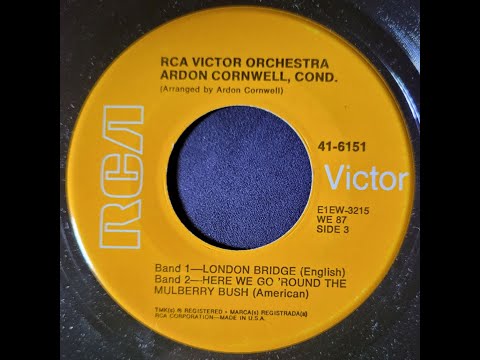 RCA VICTOR ORCHESTRA
ARDON CORNWELL, COND.
(Arranged by Ardon Cornwell)
RCA
41-6151
Victor
E1EW-3215
WE 87
SIDE 3
Band 1—LONDON BRIDGE (English)
Band 2—HERE WE GO 'ROUND THE
MULBERRY BUSH (American)
TMK(s) ® REGISTERED • MARCA(s) REGISTRADA(s)
RCA CORPORATION—MADE IN U.S.A.